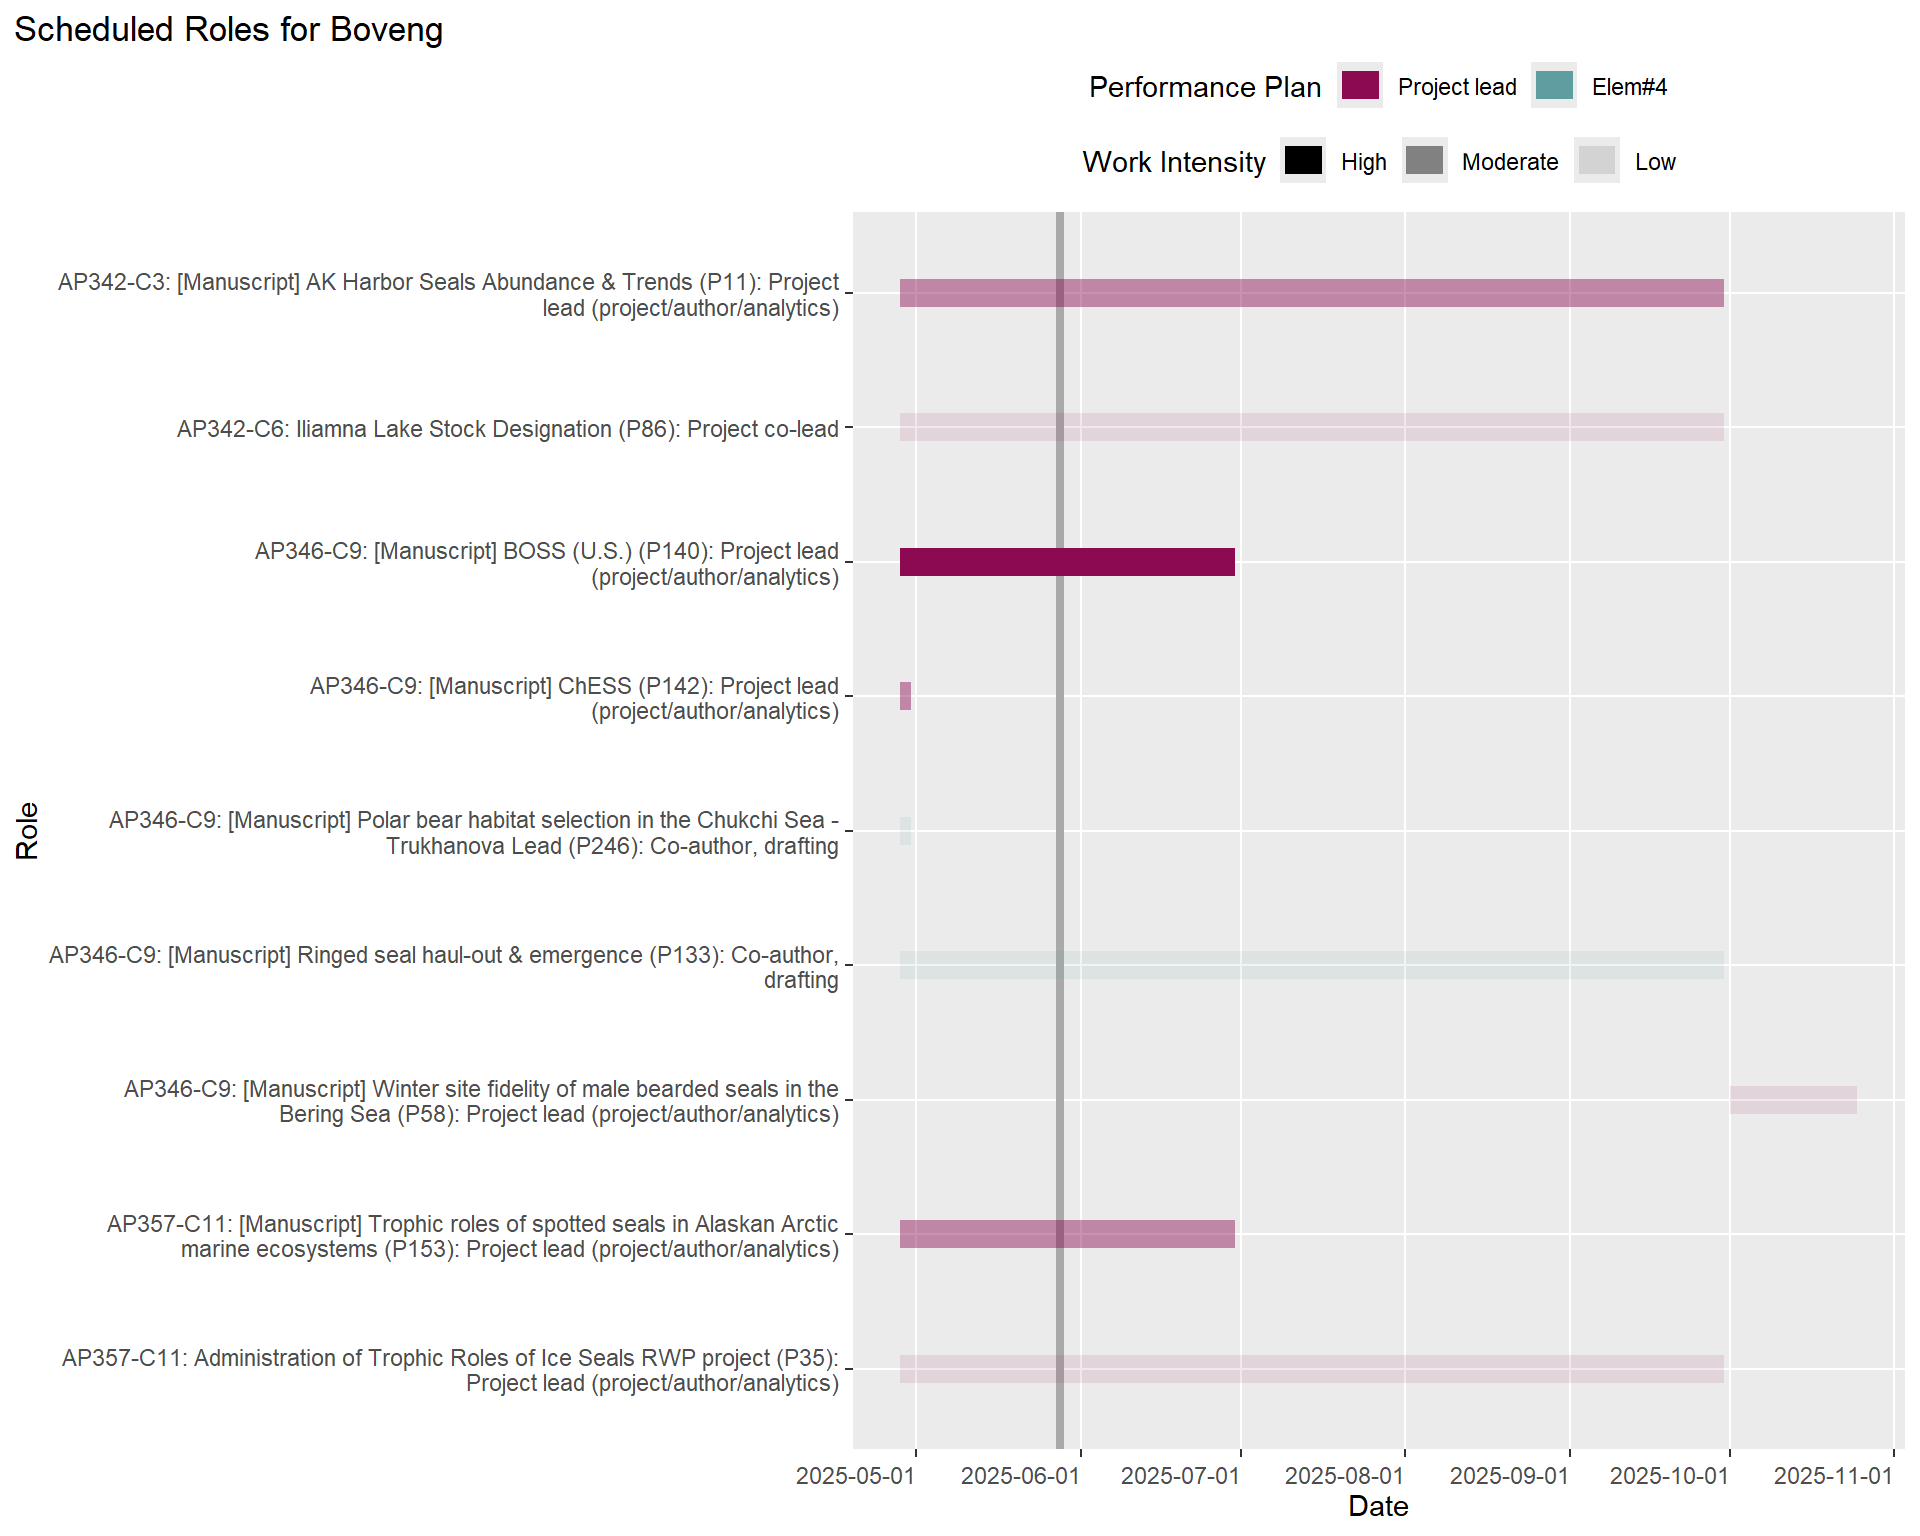 Scheduled Roles for Boveng
Performance Plan Project lead Elem#4
Work Intensity High Moderate Low
AP342-C3: [Manuscript] AK Harbor Seals Abundance & Trends (P11): Project
lead (project/author/analytics)
AP342-C6: Iliamna Lake Stock Designation (P86): Project co-lead
AP346-C9: [Manuscript] BOSS (U.S.) (P140): Project lead
(project/author/analytics)
AP346-C9: [Manuscript] ChESS (P142): Project lead
(project/author/analytics)
AP346-C9: [Manuscript] Polar bear habitat selection in the Chukchi Sea -
Trukhanova Lead (P246): Co-author, drafting
AP346-C9: [Manuscript] Ringed seal haul-out & emergence (P133): Co-author,
drafting
AP346-C9: [Manuscript] Winter site fidelity of male bearded seals in the
Bering Sea (P58): Project lead (project/author/analytics)
AP357-C11: [Manuscript] Trophic roles of spotted seals in Alaskan Arctic
marine ecosystems (P153): Project lead (project/author/analytics)
AP357-C11: Administration of Trophic Roles of Ice Seals RWP project (P35):
Project lead (project/author/analytics)
Role
2025-05-01 2025-06-01 2025-07-01 2025-08-01 2025-09-01 2025-10-01 2025-11-01
Date